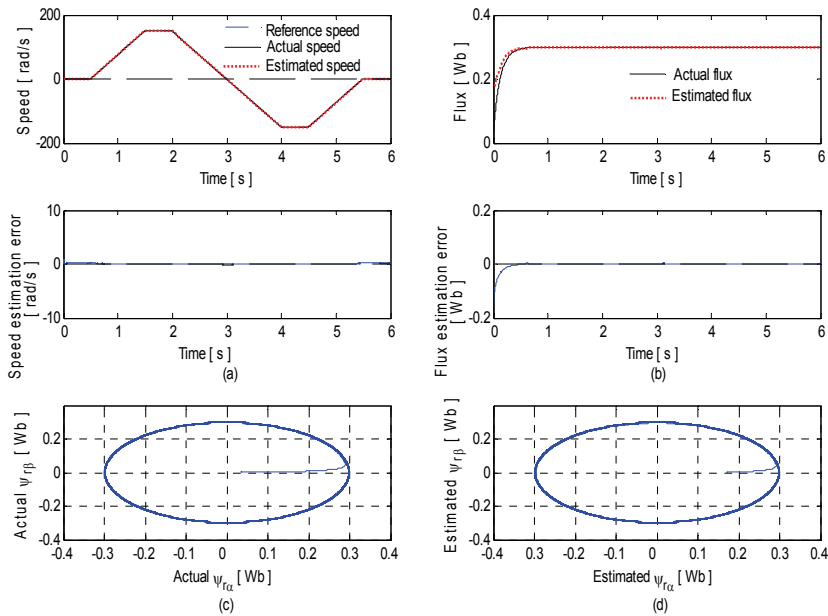 200
0
-200
Speed [ rad/s ]
Reference speed
Actual speed
Estimated speed
0 1 2 3 4 5 6
Time [ s ]
0.4
0.2
0
Flux [ Wb ]
Actual flux
Estimated flux
0 1 2 3 4 5 6
Time [ s ]
10
0
-10
Speed estimation error
[ rad/s ]
0 1 2 3 4 5 6
Time [ s ]
(a)
0.2
0
-0.2
Flux estimation error
[ Wb ]
0 1 2 3 4 5 6
Time [ s ]
(b)
0.2
0
-0.2
-0.4
Actual ψrβ [ Wb ]
-0.4 -0.3 -0.2 -0.1 0 0.1 0.2 0.3 0.4
Actual ψrα [ Wb ]
(c)
0.2
0
-0.2
-0.4
Estimated ψrβ [ Wb ]
-0.4 0.3 -0.2 -0.1 0 0.1 0.2 0.3 0.4
Estimated ψrα [ Wb ]
(d)